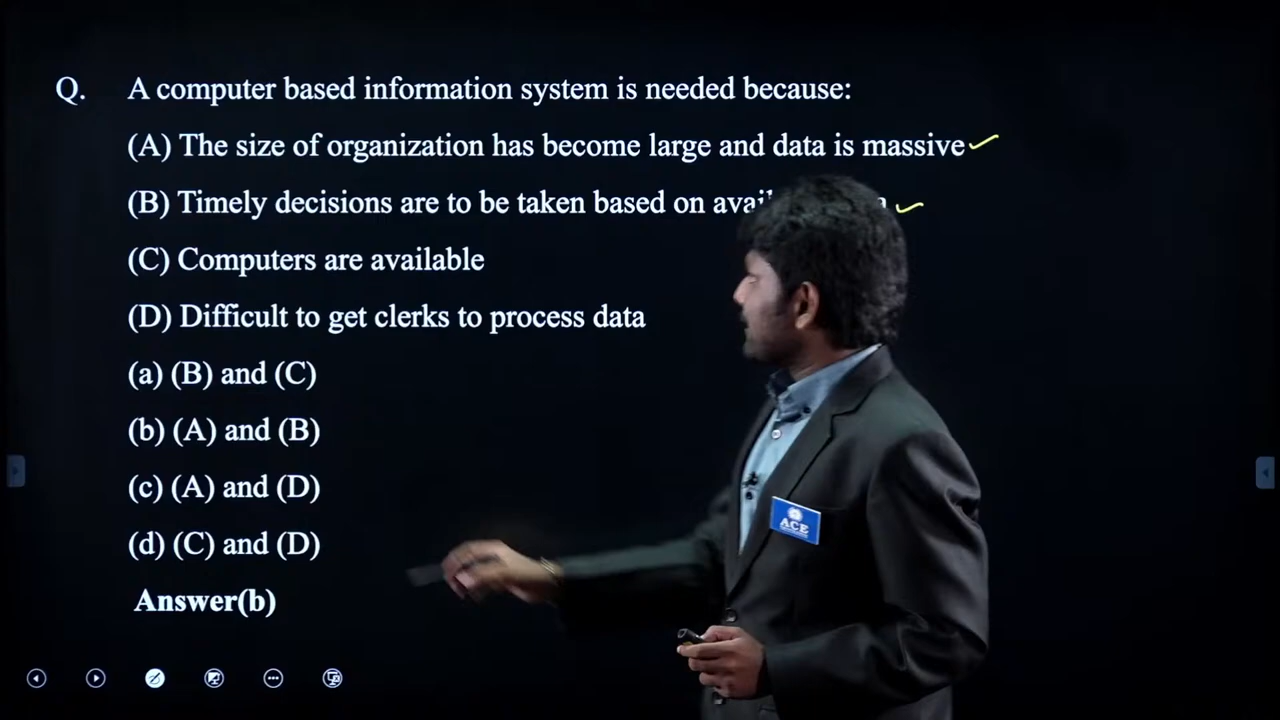 Q. A computer based information system is needed because:
(A) The size of organization has become large and data is massive
(B) Timely decisions are to be taken based on
(C) Computers are available
(D) Difficult to get clerks to process data
(a) (B) and (C)
(b) (A) and (B)
(c) (A) and (D)
(d) (C) and (D)
Answer(b)
ACE